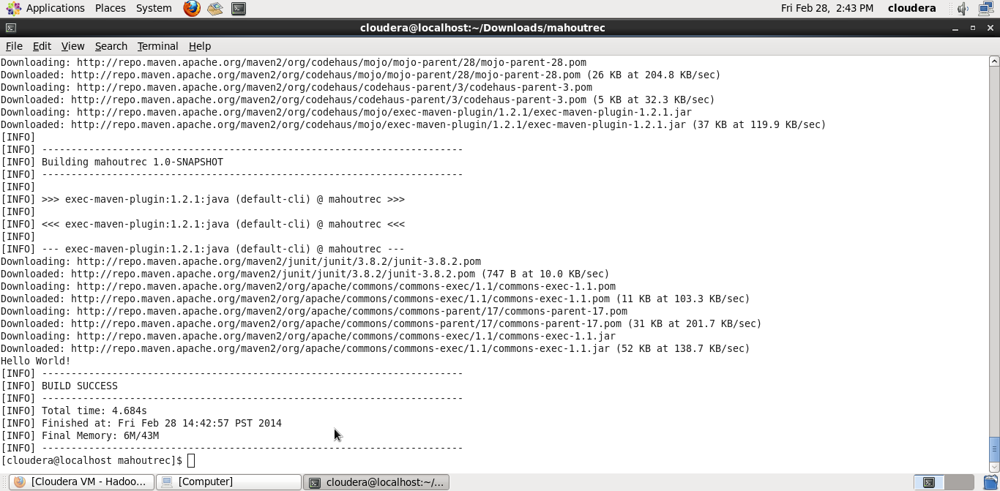 Applications Places System Fri Feb 28, 2:43 PM cloudera
cloudera@localhost:~/Downloads/mahoutrec
File Edit View Search Terminal Help
Downloading: http://repo.maven.apache.org/maven2/org/codehaus/mojo/mojo-parent/28/mojo-parent-28.pom
Downloaded: http://repo.maven.apache.org/maven2/org/codehaus/mojo/mojo-parent/28/mojo-parent-28.pom (26 KB at 204.8 KB/sec)
Downloading: http://repo.maven.apache.org/maven2/org/codehaus/codehaus-parent/3/codehaus-parent-3.pom
Downloaded: http://repo.maven.apache.org/maven2/org/codehaus/codehaus-parent/3/codehaus-parent-3.pom (5 KB at 32.3 KB/sec)
Downloading: http://repo.maven.apache.org/maven2/org/codehaus/mojo/exec-maven-plugin/1.2.1/exec-maven-plugin-1.2.1.jar
Downloaded: http://repo.maven.apache.org/maven2/org/codehaus/mojo/exec-maven-plugin/1.2.1/exec-maven-plugin-1.2.1.jar (37 KB at 119.9 KB/sec)
[INFO]
[INFO] ------------------------------------------------------------------------
[INFO] Building mahoutrec 1.0-SNAPSHOT
[INFO] ------------------------------------------------------------------------
[INFO]
[INFO] >>> exec-maven-plugin:1.2.1:java (default-cli) @ mahoutrec >>>
[INFO]
[INFO] <<< exec-maven-plugin:1.2.1:java (default-cli) @ mahoutrec <<<
[INFO]
[INFO] --- exec-maven-plugin:1.2.1:java (default-cli) @ mahoutrec ---
Downloading: http://repo.maven.apache.org/maven2/junit/junit/3.8.2/junit-3.8.2.pom
Downloaded: http://repo.maven.apache.org/maven2/junit/junit/3.8.2/junit-3.8.2.pom (747 B at 10.0 KB/sec)
Downloading: http://repo.maven.apache.org/maven2/org/apache/commons/commons-exec/1.1/commons-exec-1.1.pom
Downloaded: http://repo.maven.apache.org/maven2/org/apache/commons/commons-exec/1.1/commons-exec-1.1.pom (11 KB at 103.3 KB/sec)
Downloading: http://repo.maven.apache.org/maven2/org/apache/commons/commons-parent/17/commons-parent-17.pom
Downloaded: http://repo.maven.apache.org/maven2/org/apache/commons/commons-parent/17/commons-parent-17.pom (31 KB at 201.7 KB/sec)
Downloading: http://repo.maven.apache.org/maven2/org/apache/commons/commons-exec/1.1/commons-exec-1.1.jar
Downloaded: http://repo.maven.apache.org/maven2/org/apache/commons/commons-exec/1.1/commons-exec-1.1.jar (52 KB at 138.7 KB/sec)
Hello World!
[INFO] ------------------------------------------------------------------------
[INFO] BUILD SUCCESS
[INFO] ------------------------------------------------------------------------
[INFO] Total time: 4.684s
[INFO] Finished at: Fri Feb 28 14:42:57 PST 2014
[INFO] Final Memory: 6M/43M
[INFO] ------------------------------------------------------------------------
[cloudera@localhost mahoutrec]$
[Cloudera VM - Hadoo... [Computer] cloudera@localhost:~/...